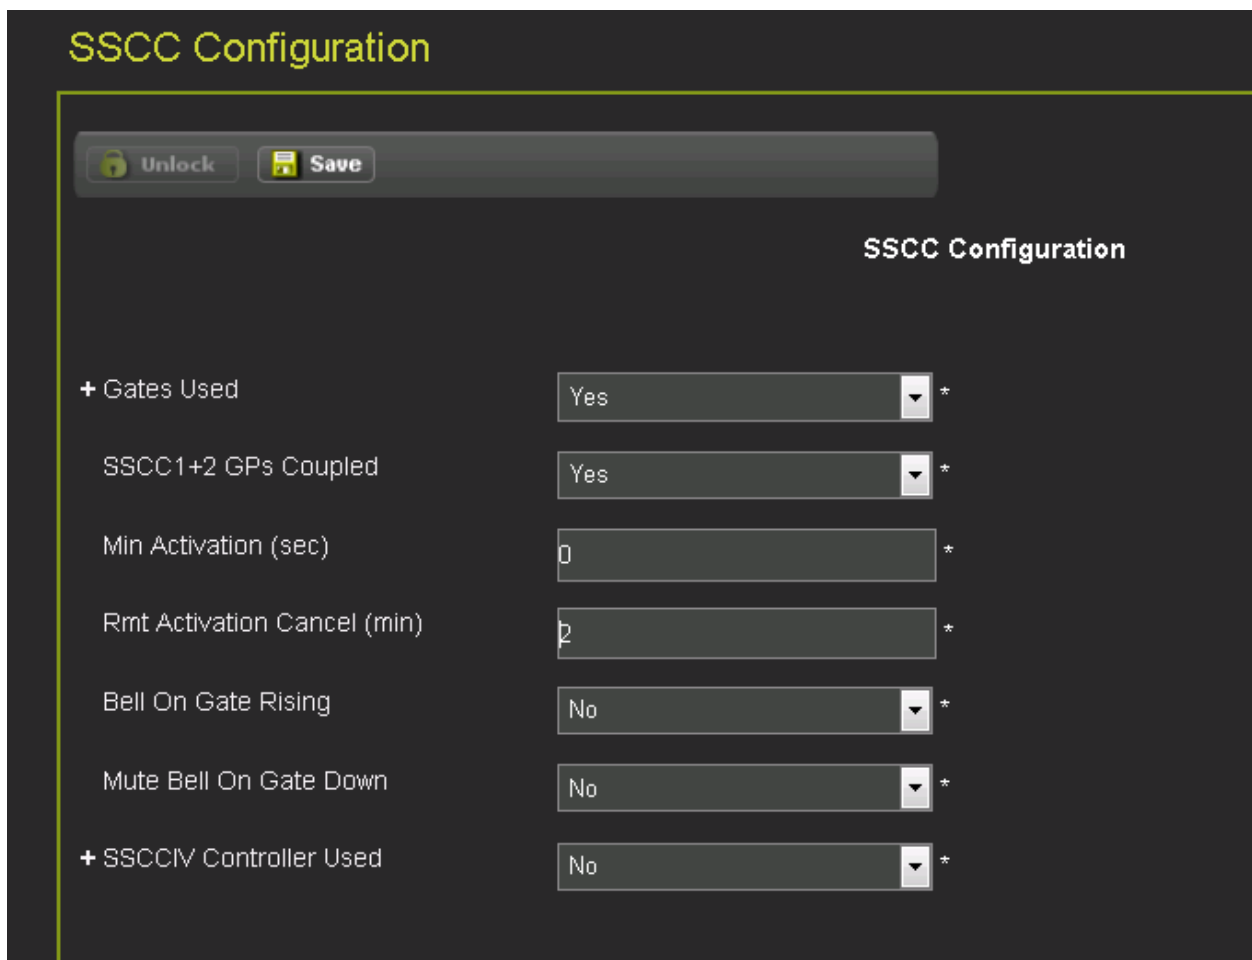 SSCC Configuration
Unlock Save
SSCC Configuration
+ Gates Used Yes *
SSCC1+2 GPs Coupled Yes *
Min Activation (sec) 0 *
Rmt Activation Cancel (min) 2 *
Bell On Gate Rising No *
Mute Bell On Gate Down No *
+ SSCCIV Controller Used No *